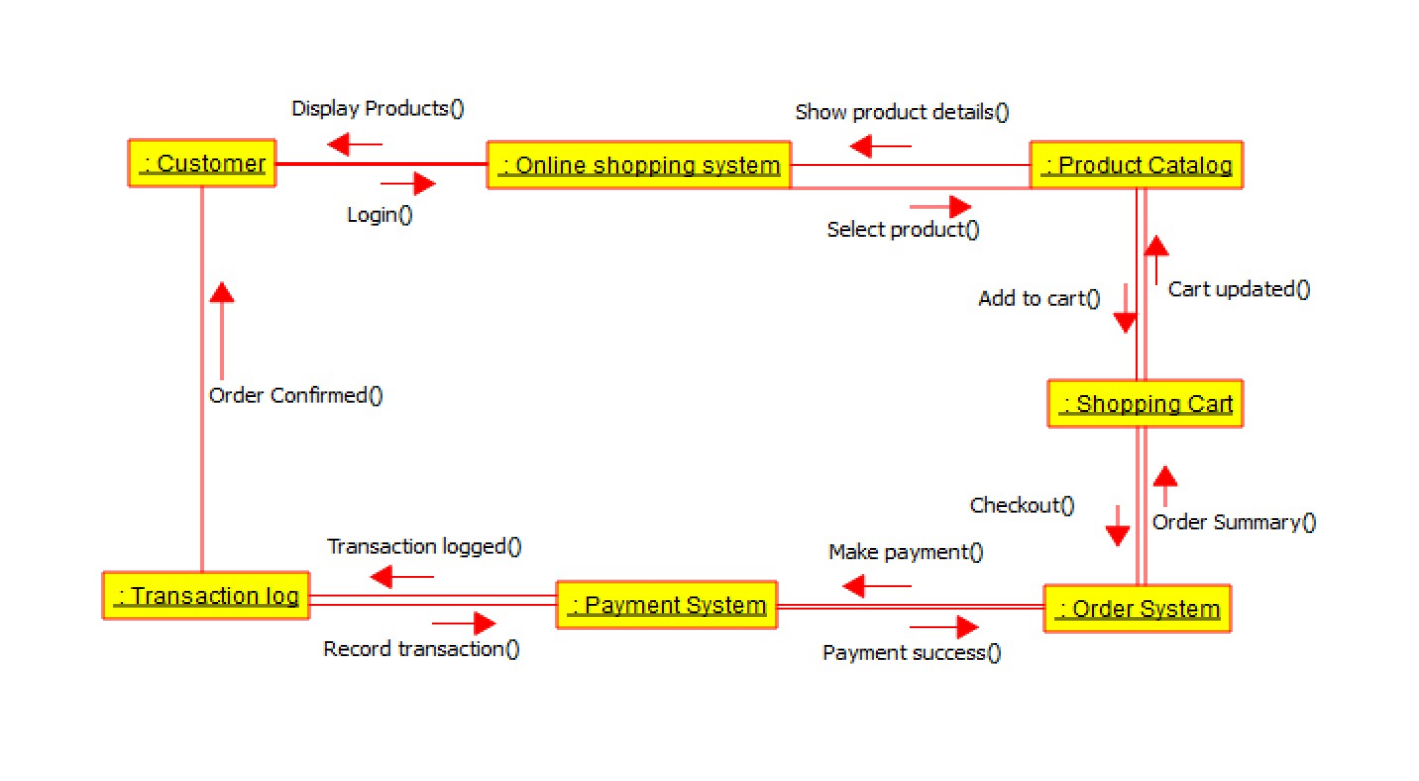 Display Products()
Show product details()
: Customer
: Online shopping system
: Product Catalog
Login()
Select product()
Add to cart()
Cart updated()
Order Confirmed()
: Shopping Cart
Checkout()
Order Summary()
Transaction logged()
Make payment()
: Transaction log
: Payment System
: Order System
Record transaction()
Payment success()